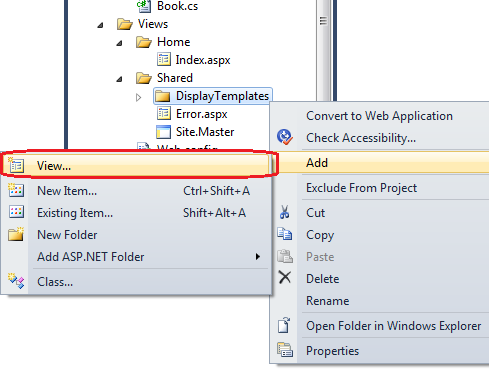 Book.cs
Views
Home
Index.aspx
Shared
DisplayTemplates
Error.aspx
Site.Master
Web.config
Convert to Web Application
Check Accessibility...
Add
Exclude From Project
Cut
Copy
Paste
Delete
Rename
Open Folder in Windows Explorer
Properties
View...
New Item... Ctrl+Shift+A
Existing Item... Shift+Alt+A
New Folder
Add ASP.NET Folder
Class...